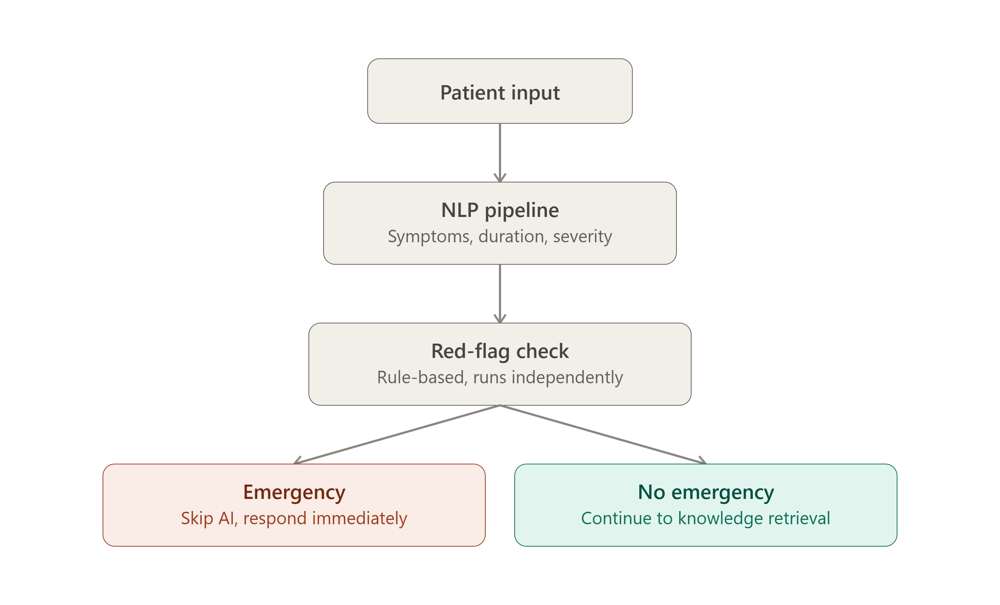 Patient input
NLP pipeline
Symptoms, duration, severity
Red-flag check
Rule-based, runs independently
Emergency
Skip AI, respond immediately
No emergency
Continue to knowledge retrieval